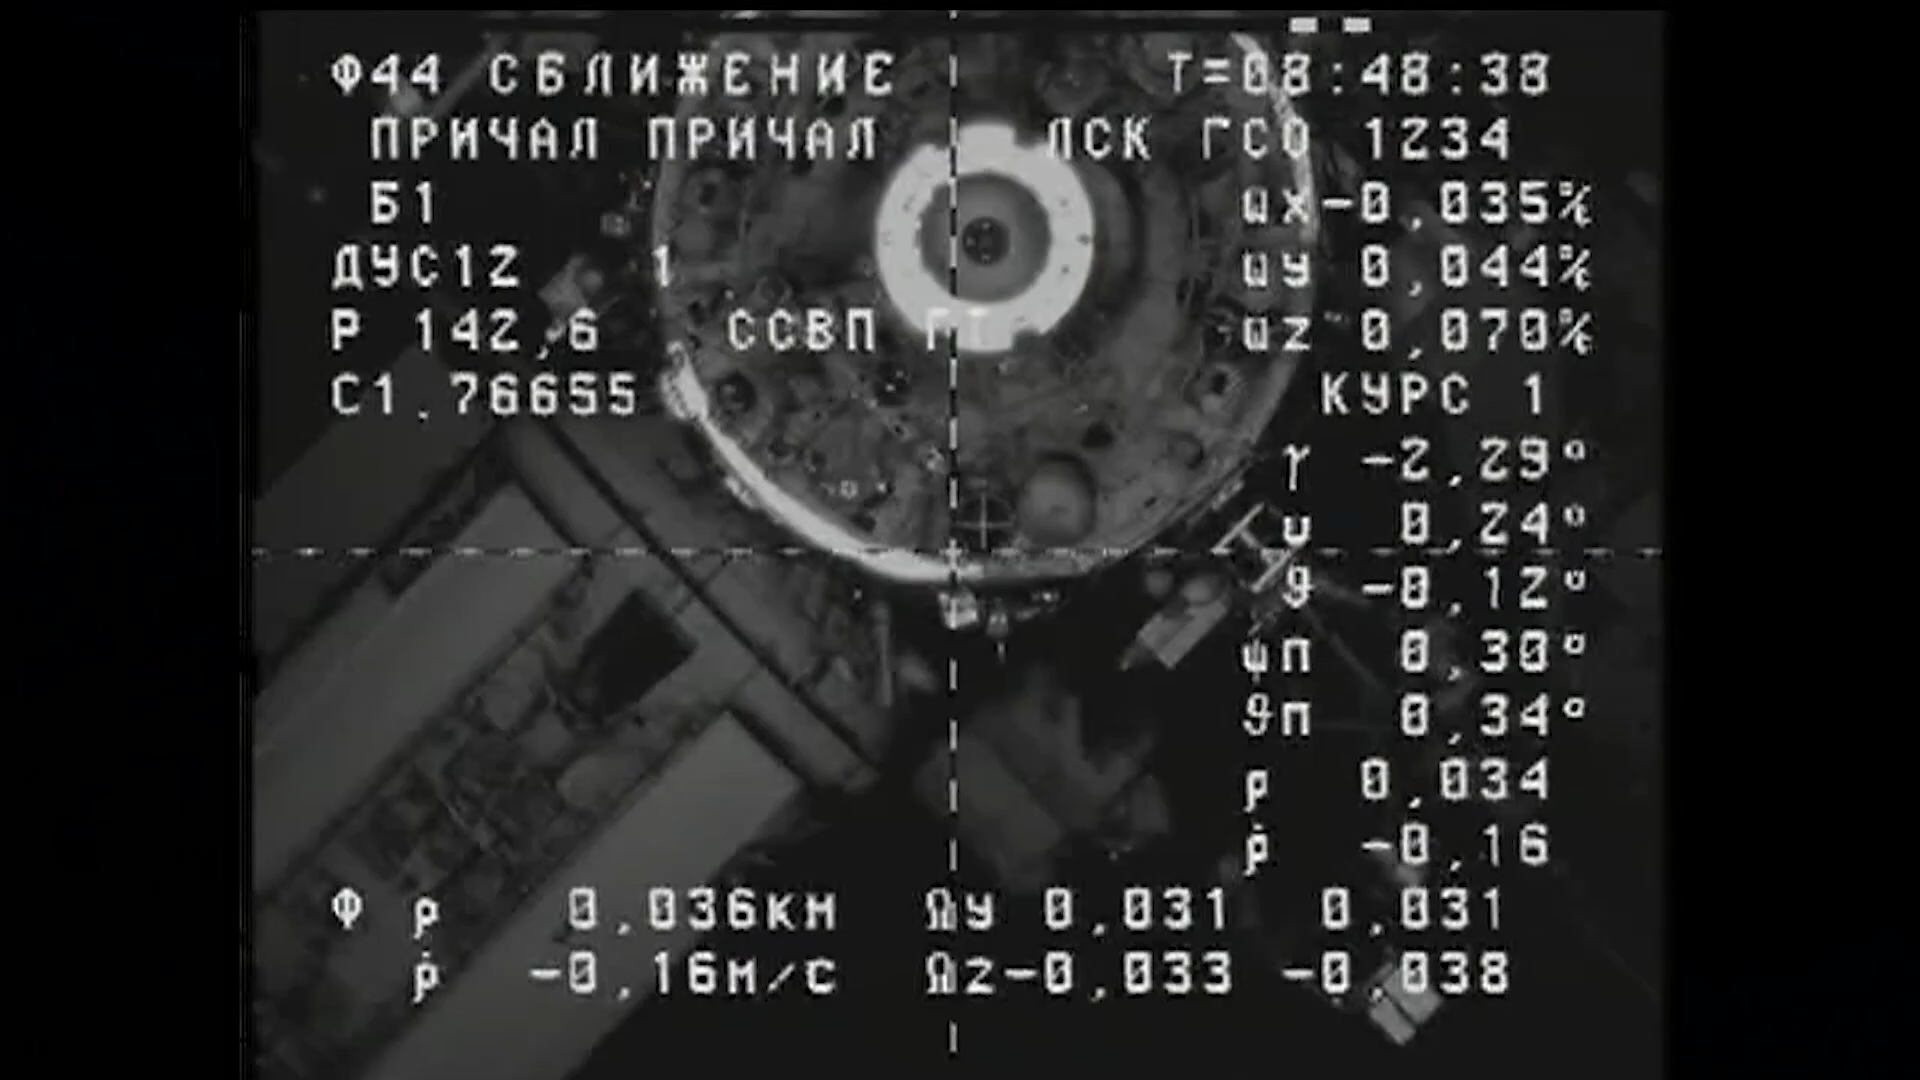 Ф44 СБЛИЖЕНИЕ T=08:48:38
ПРИЧАЛ ПРИЧАЛ ЛСК ГСО 1234
Б1 ωx-0,035°/c
ДУС12 1 ωy 0,044°/c
Р 142,6 ССВП ГТ ωz 0,070°/c
С1.76655 КУРС 1
γ -2,29°
υ 0,24°
ϑ -0,12°
ψп 0,30°
ϑп 0,34°
ρ 0,034
ρ̇ -0,16
Ф ρ 0,036км Ωy 0,031 0,031
ρ̇ -0,16м/с Ωz-0,033 -0,038